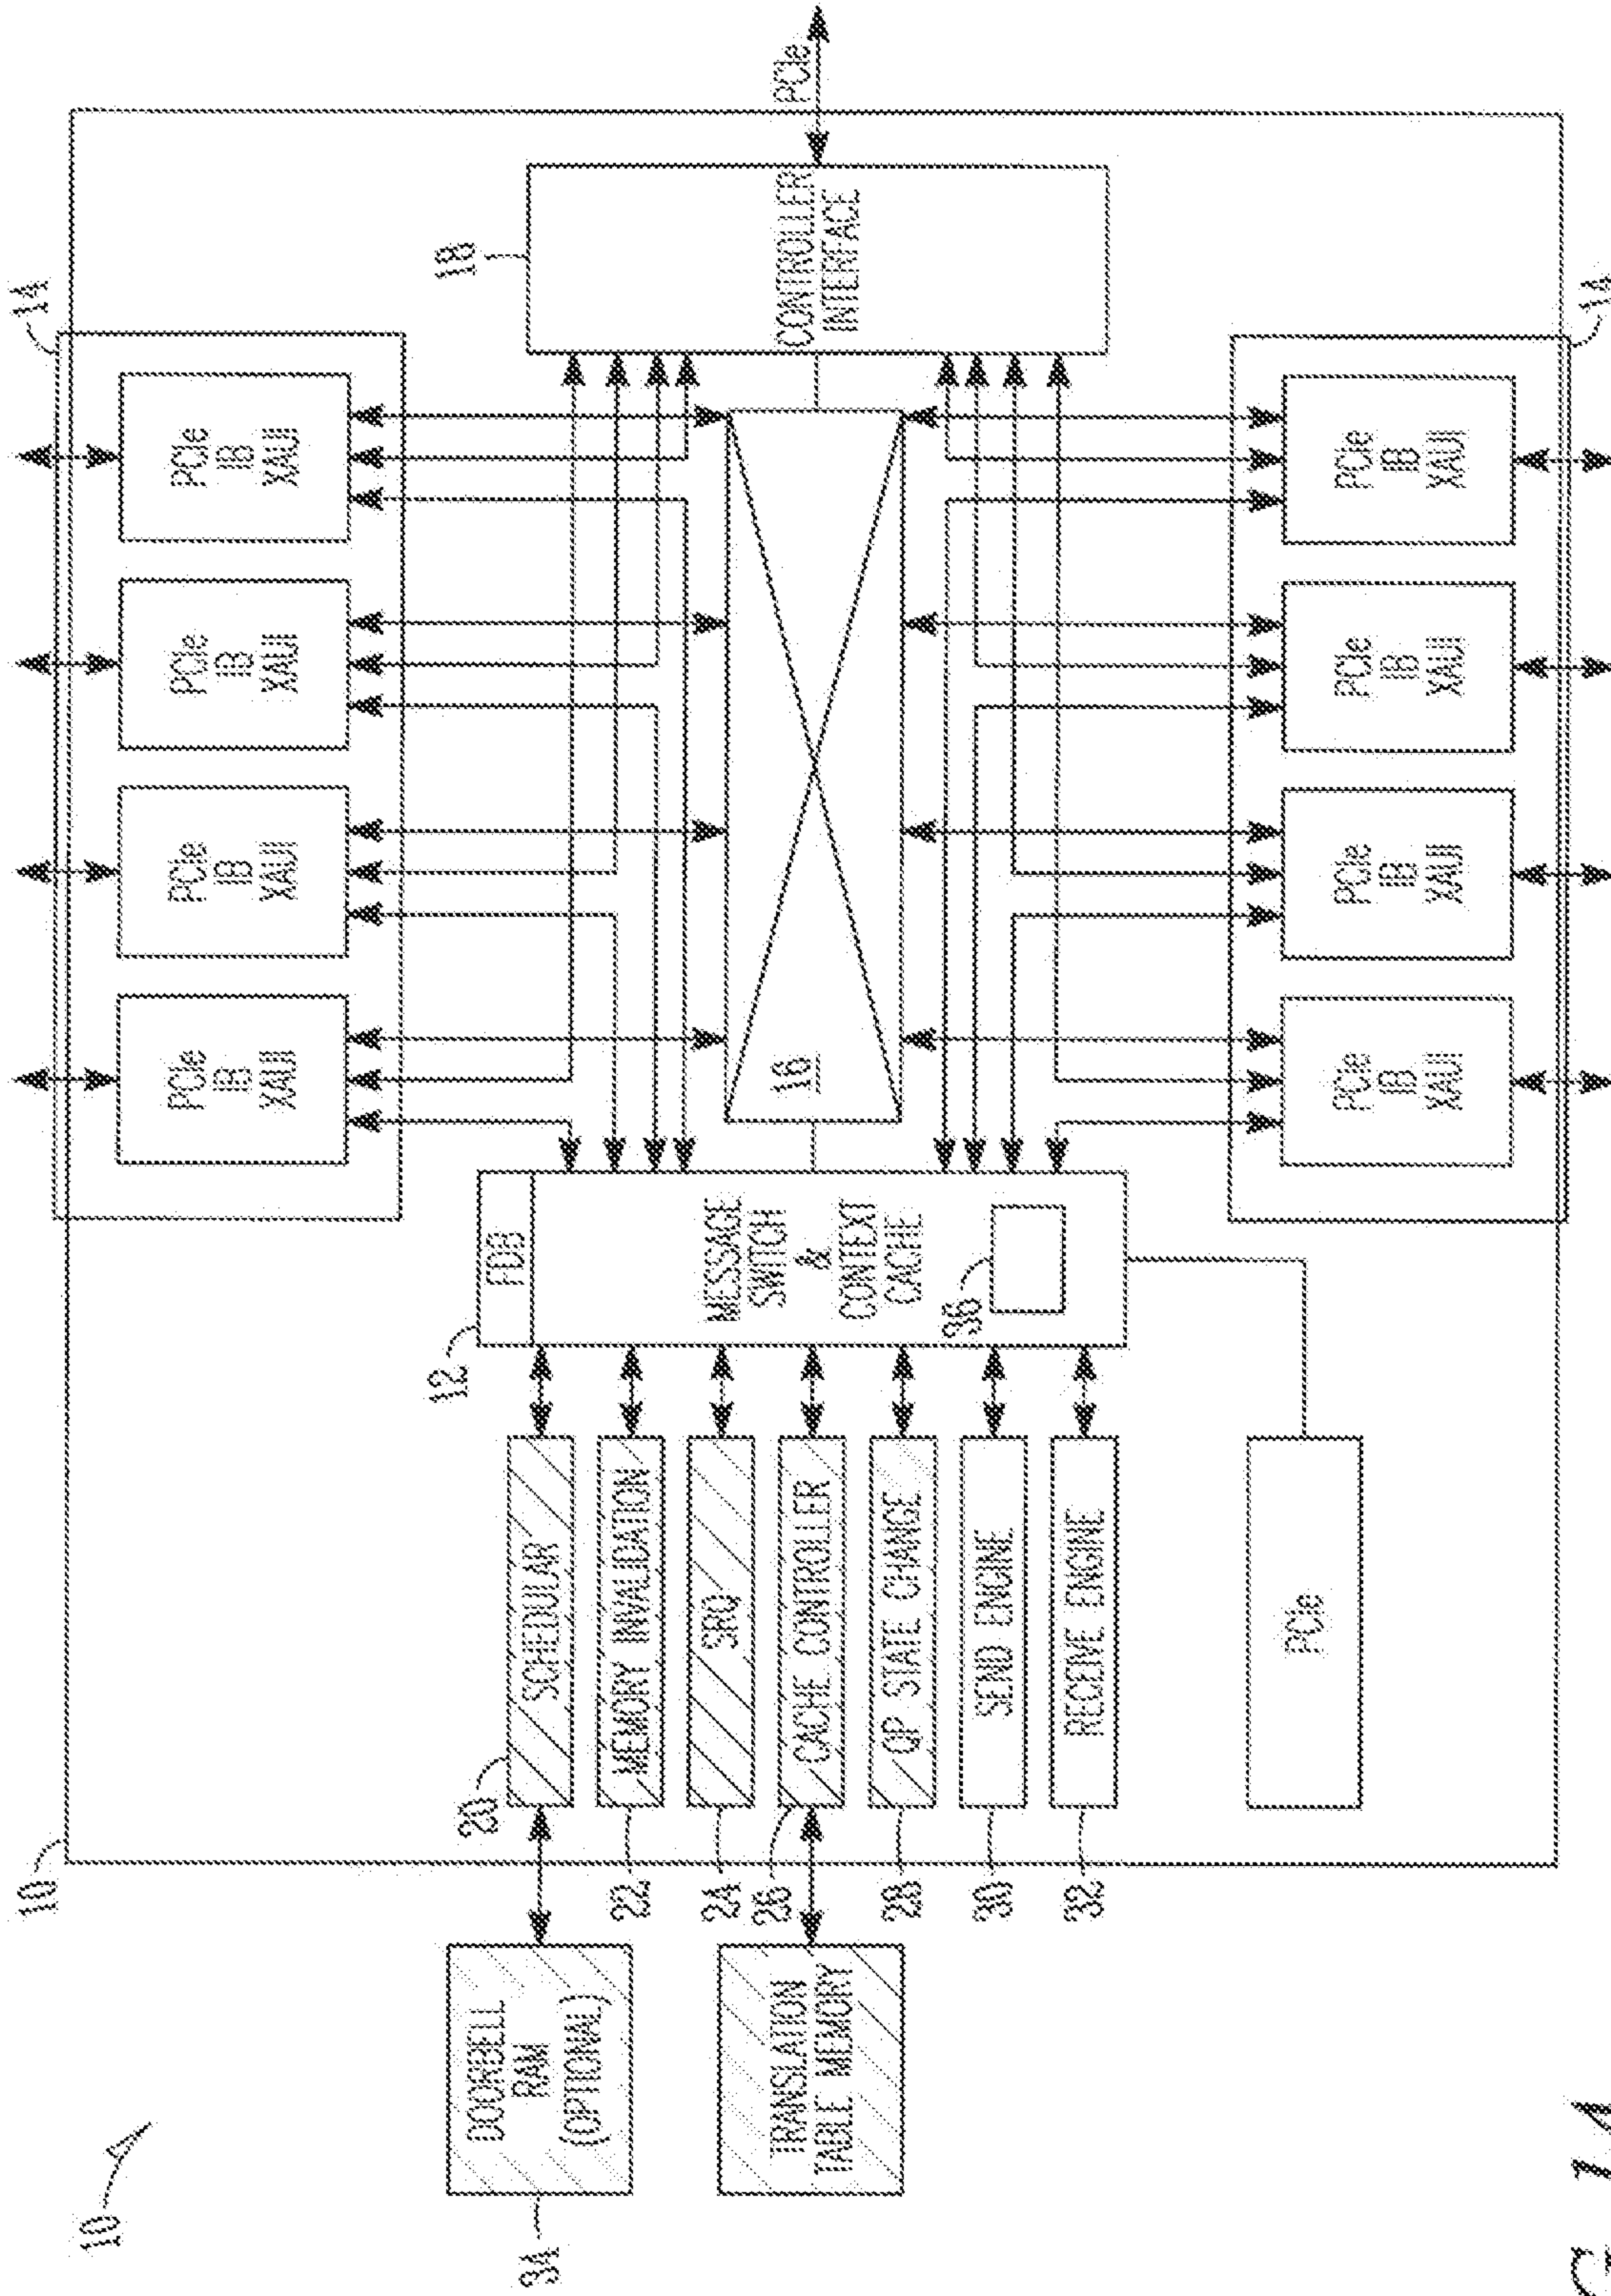 10
10
14
PCIe
IB
XAUI
PCIe
IB
XAUI
PCIe
IB
XAUI
PCIe
IB
XAUI
34
DOORBELL
RAM
(OPTIONAL)
TRANSLATION
TABLE MEMORY
20
SCHEDULAR
22
MEMORY INVALIDATION
24
SRQ
26
CACHE CONTROLLER
28
QP STATE CHANGE
30
SEND ENGINE
32
RECEIVE ENGINE
PCIe
12
FDB
MESSAGE
SWITCH
&
CONTEXT
CACHE
36
16
18
CONTROLLER
INTERFACE
PCIe
PCIe
IB
XAUI
PCIe
IB
XAUI
PCIe
IB
XAUI
PCIe
IB
XAUI
14